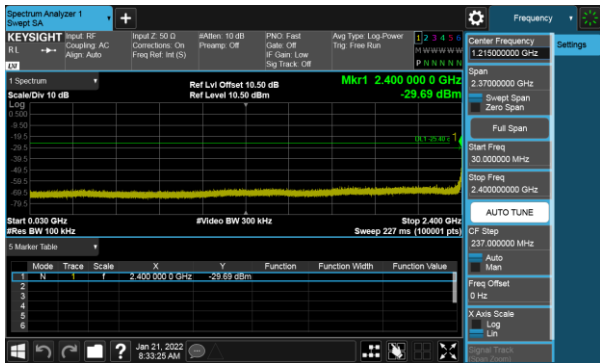 Spectrum Analyzer 1
Swept SA
Frequency
KEYSIGHT
RL
Input: RF
Coupling: AC
Align: Auto
Input Z: 50 Ω
Corrections: On
Freq Ref: Int (S)
#Atten: 10 dB
Preamp: Off
PNO: Fast
Gate: Off
IF Gain: Low
Sig Track: Off
Avg Type: Log-Power
Trig: Free Run
1 2 3 4 5 6
M W W W W W
P N N N N N
Center Frequency
1.215000000 GHz
Settings
Span
2.37000000 GHz
Swept Span
Zero Span
Full Span
Start Freq
30.000000 MHz
Stop Freq
2.400000000 GHz
AUTO TUNE
CF Step
237.000000 MHz
Auto
Man
Freq Offset
0 Hz
X Axis Scale
Log
Lin
Signal Track
(Span Zoom)
1 Spectrum
Scale/Div 10 dB
Ref Lvl Offset 10.50 dB
Ref Level 10.50 dBm
Mkr1 2.400 000 0 GHz
-29.69 dBm
Log
0.500
-9.50
-19.5
-29.5
-39.5
-49.5
-59.5
-69.5
-79.5
1
Start 0.030 GHz
#Res BW 100 kHz
#Video BW 300 kHz
Stop 2.400 GHz
Sweep 227 ms (100001 pts)
5 Marker Table
Mode Trace Scale X Y Function Function Width Function Value
1 N 1 f 2.400 000 0 GHz -29.69 dBm
2
3
4
5
6
?
Jan 21, 2022
8:33:25 AM